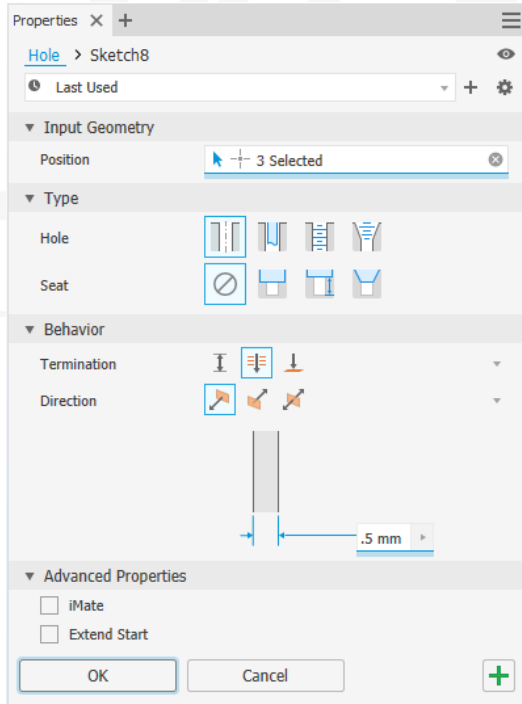 Properties
Hole > Sketch8
Last Used
Input Geometry
Position 3 Selected
Type
Hole
Seat
Behavior
Termination
Direction
.5 mm
Advanced Properties
iMate
Extend Start
OK Cancel